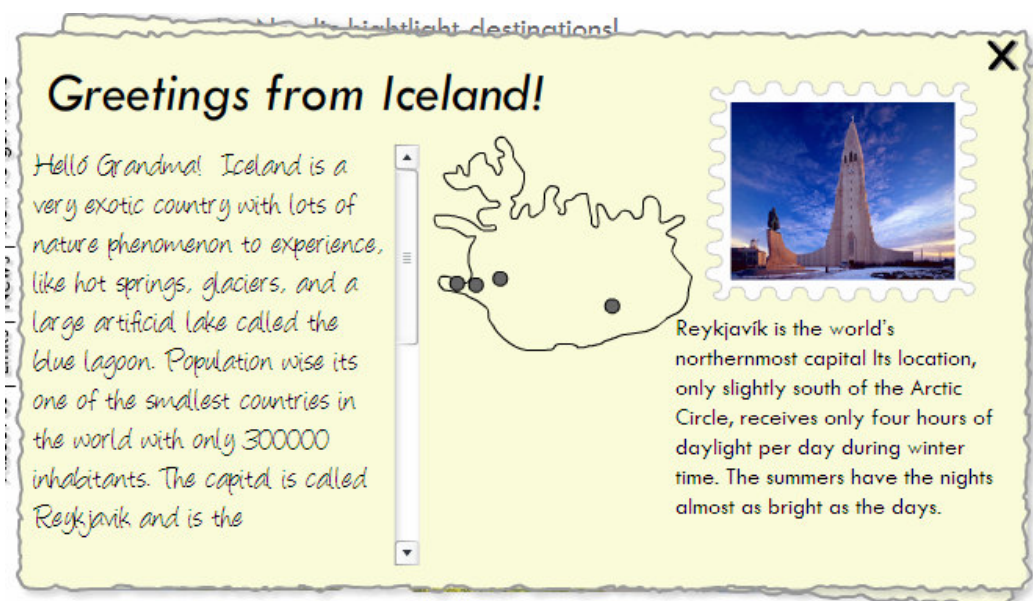 hightlight destinations!
X
Greetings from Iceland!
Helló Grandma! Iceland is a
very exotic country with lots of
nature phenomenon to experience,
like hot springs, glaciers, and a
large artificial lake called the
blue lagoon. Population wise its
one of the smallest countries in
the world with only 300000
inhabitants. The capital is called
Reykjavik and is the
Reykjavík is the world's
northernmost capital Its location,
only slightly south of the Arctic
Circle, receives only four hours of
daylight per day during winter
time. The summers have the nights
almost as bright as the days.